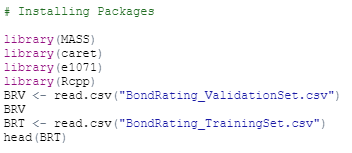 # Installing Packages
library(MASS)
library(caret)
library(e1071)
library(Rcpp)
BRV <- read.csv("BondRating_ValidationSet.csv")
BRV
BRT <- read.csv("BondRating_TrainingSet.csv")
head(BRT)